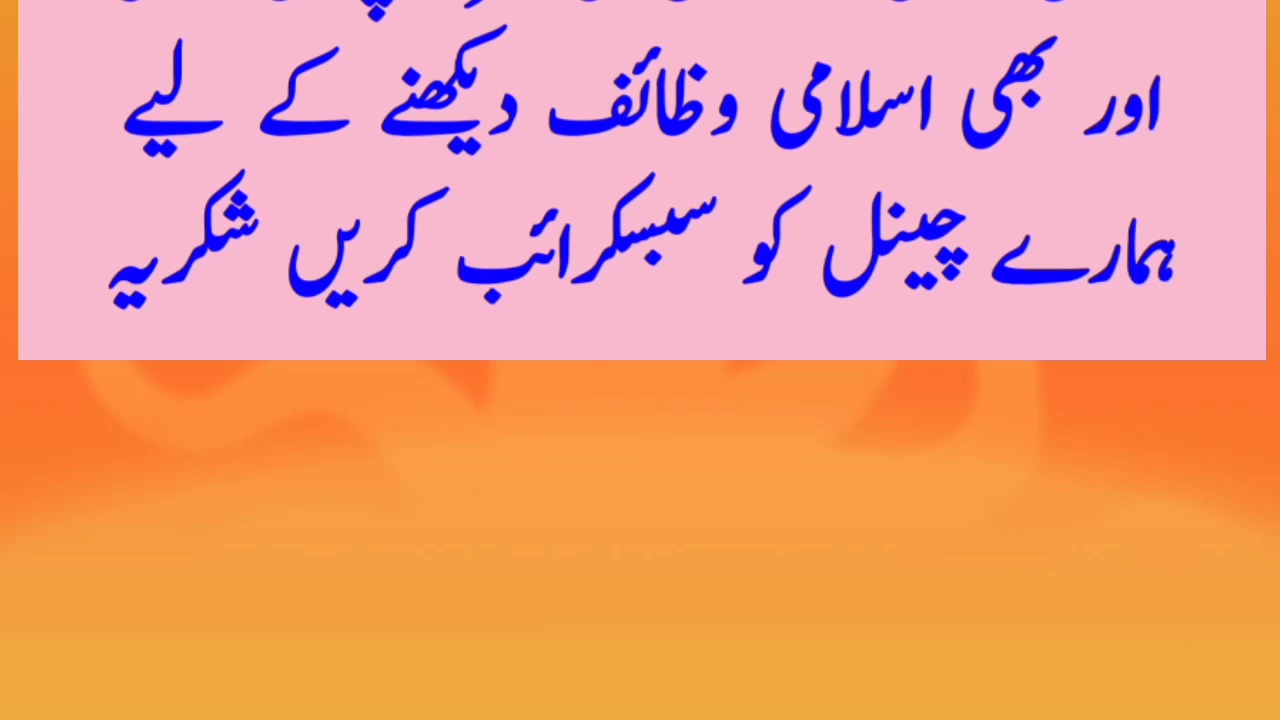 اور بھی اسلامی وظائف دیکھنے کے لیے
ہمارے چینل کو سبسکرائب کریں شکریہ